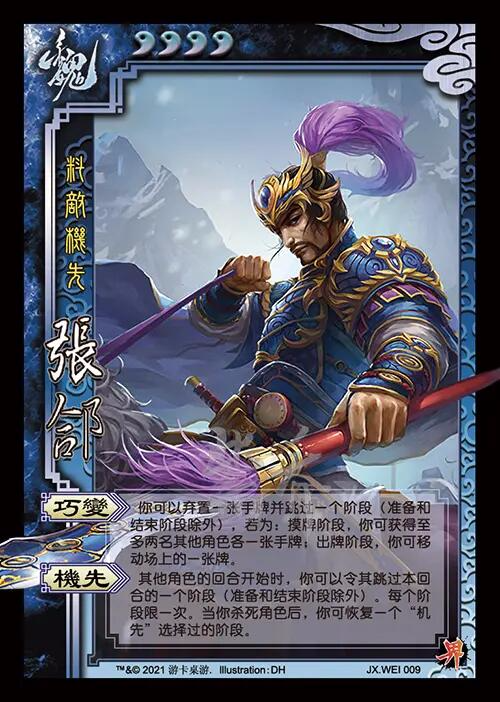 魏
料敵機先
張郃
巧變
你可以弃置一张手牌并跳过一个阶段（准备和
结束阶段除外），若为：摸牌阶段，你可获得至
多两名其他角色各一张手牌；出牌阶段，你可移
动场上的一张牌。
機先
其他角色的回合开始时，你可以令其跳过本回
合的一个阶段（准备和结束阶段除外）。每个阶
段限一次。当你杀死角色后，你可恢复一个“机
先”选择过的阶段。
™&© 2021 游卡桌游. Illustration：DH
JX.WEI 009
界